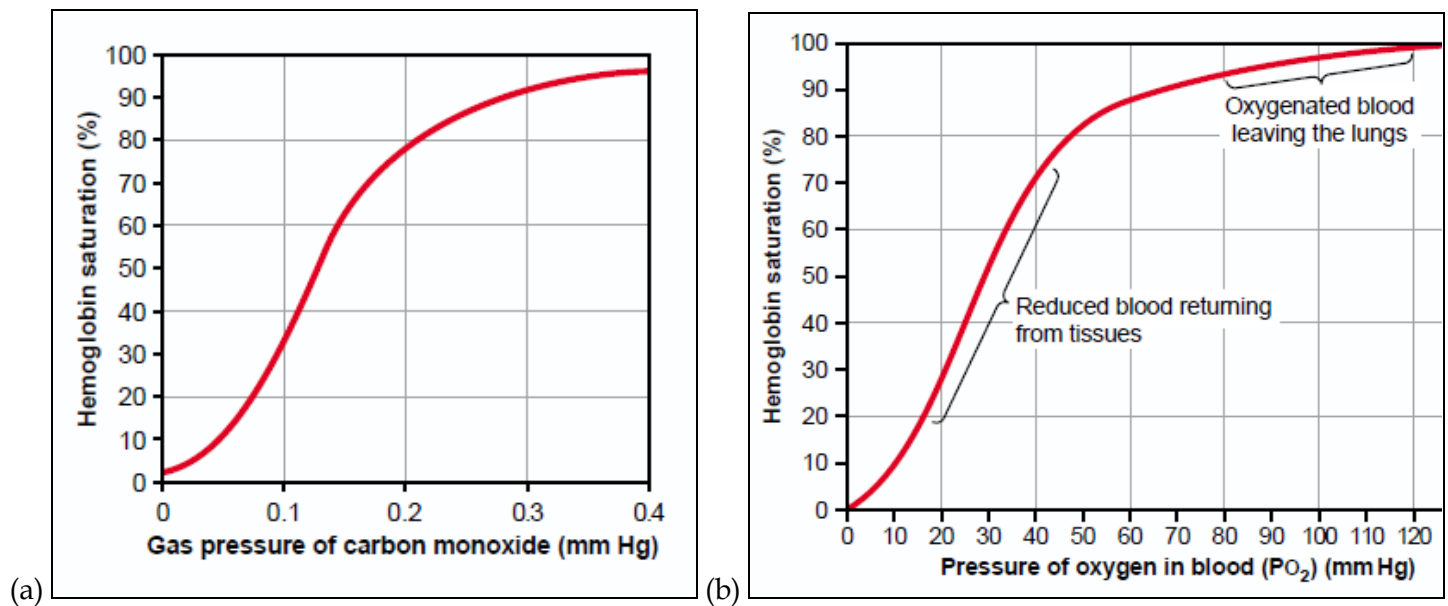 100
90
80
70
60
50
40
30
20
10
0
Hemoglobin saturation (%)
0 0.1 0.2 0.3 0.4
Gas pressure of carbon monoxide (mm Hg)
(a)
100
90
80
70
60
50
40
30
20
10
0
Hemoglobin saturation (%)
Oxygenated blood
leaving the lungs
Reduced blood returning
from tissues
0 10 20 30 40 50 60 70 80 90 100 110 120
Pressure of oxygen in blood (PO₂) (mm Hg)
(b)